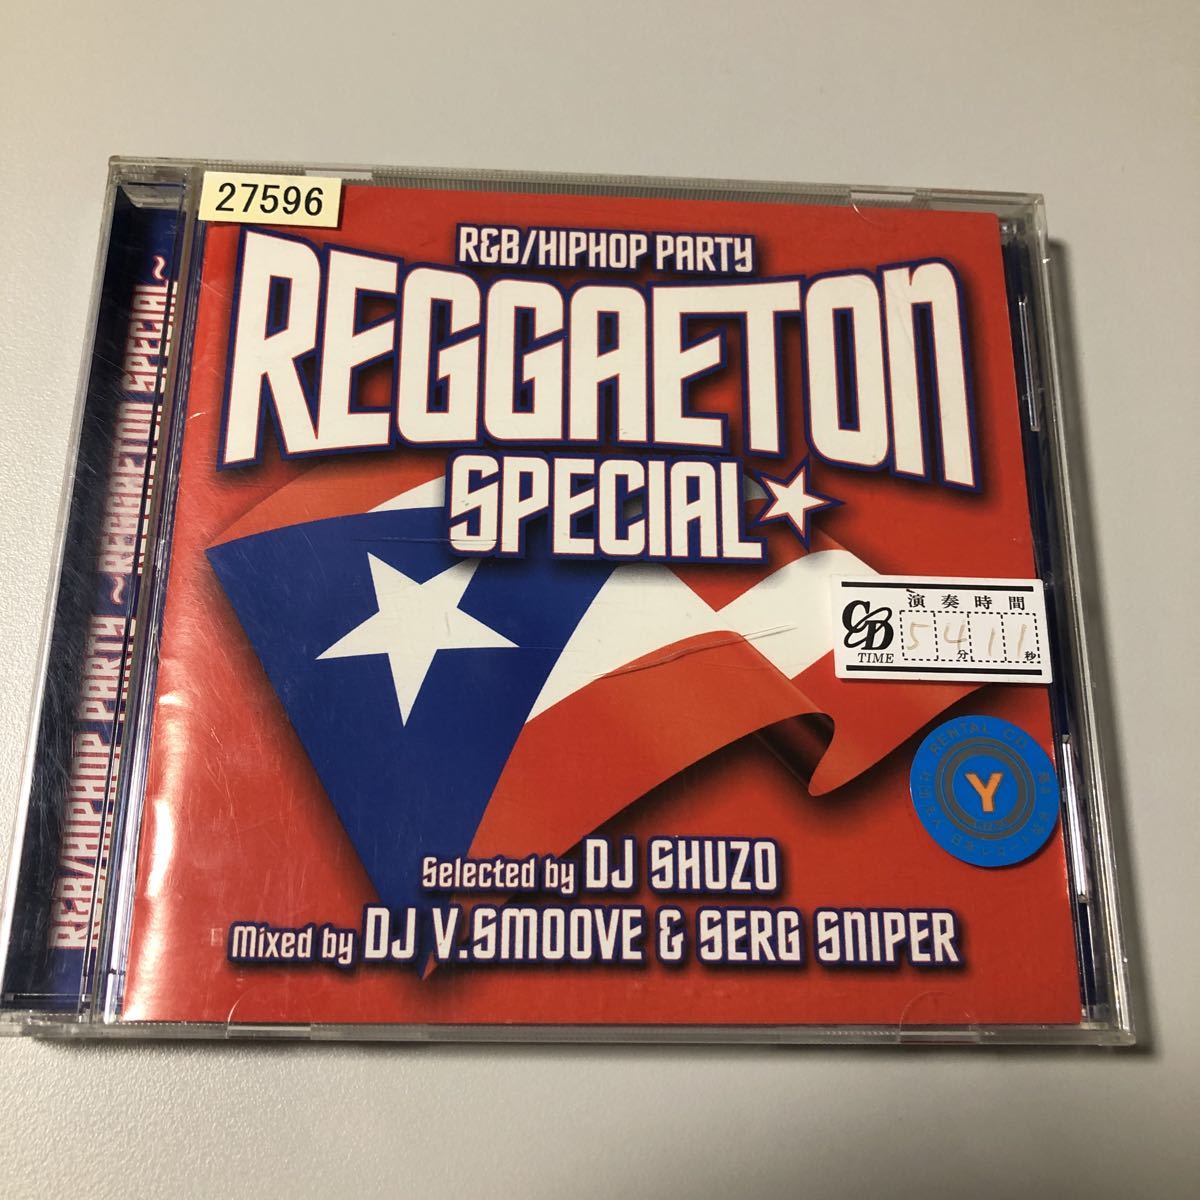 27596
R&B/HIPHOP PARTY
REGGAETON
SPECIAL
演奏時間
CD
TIME
54分11秒
RENTAL CD
Y
Selected by DJ SHUZO
Mixed by DJ V.SMOOVE & SERG SNIPER
R&B/HIPHOP PARTY ~REGGAETON SPECIAL~